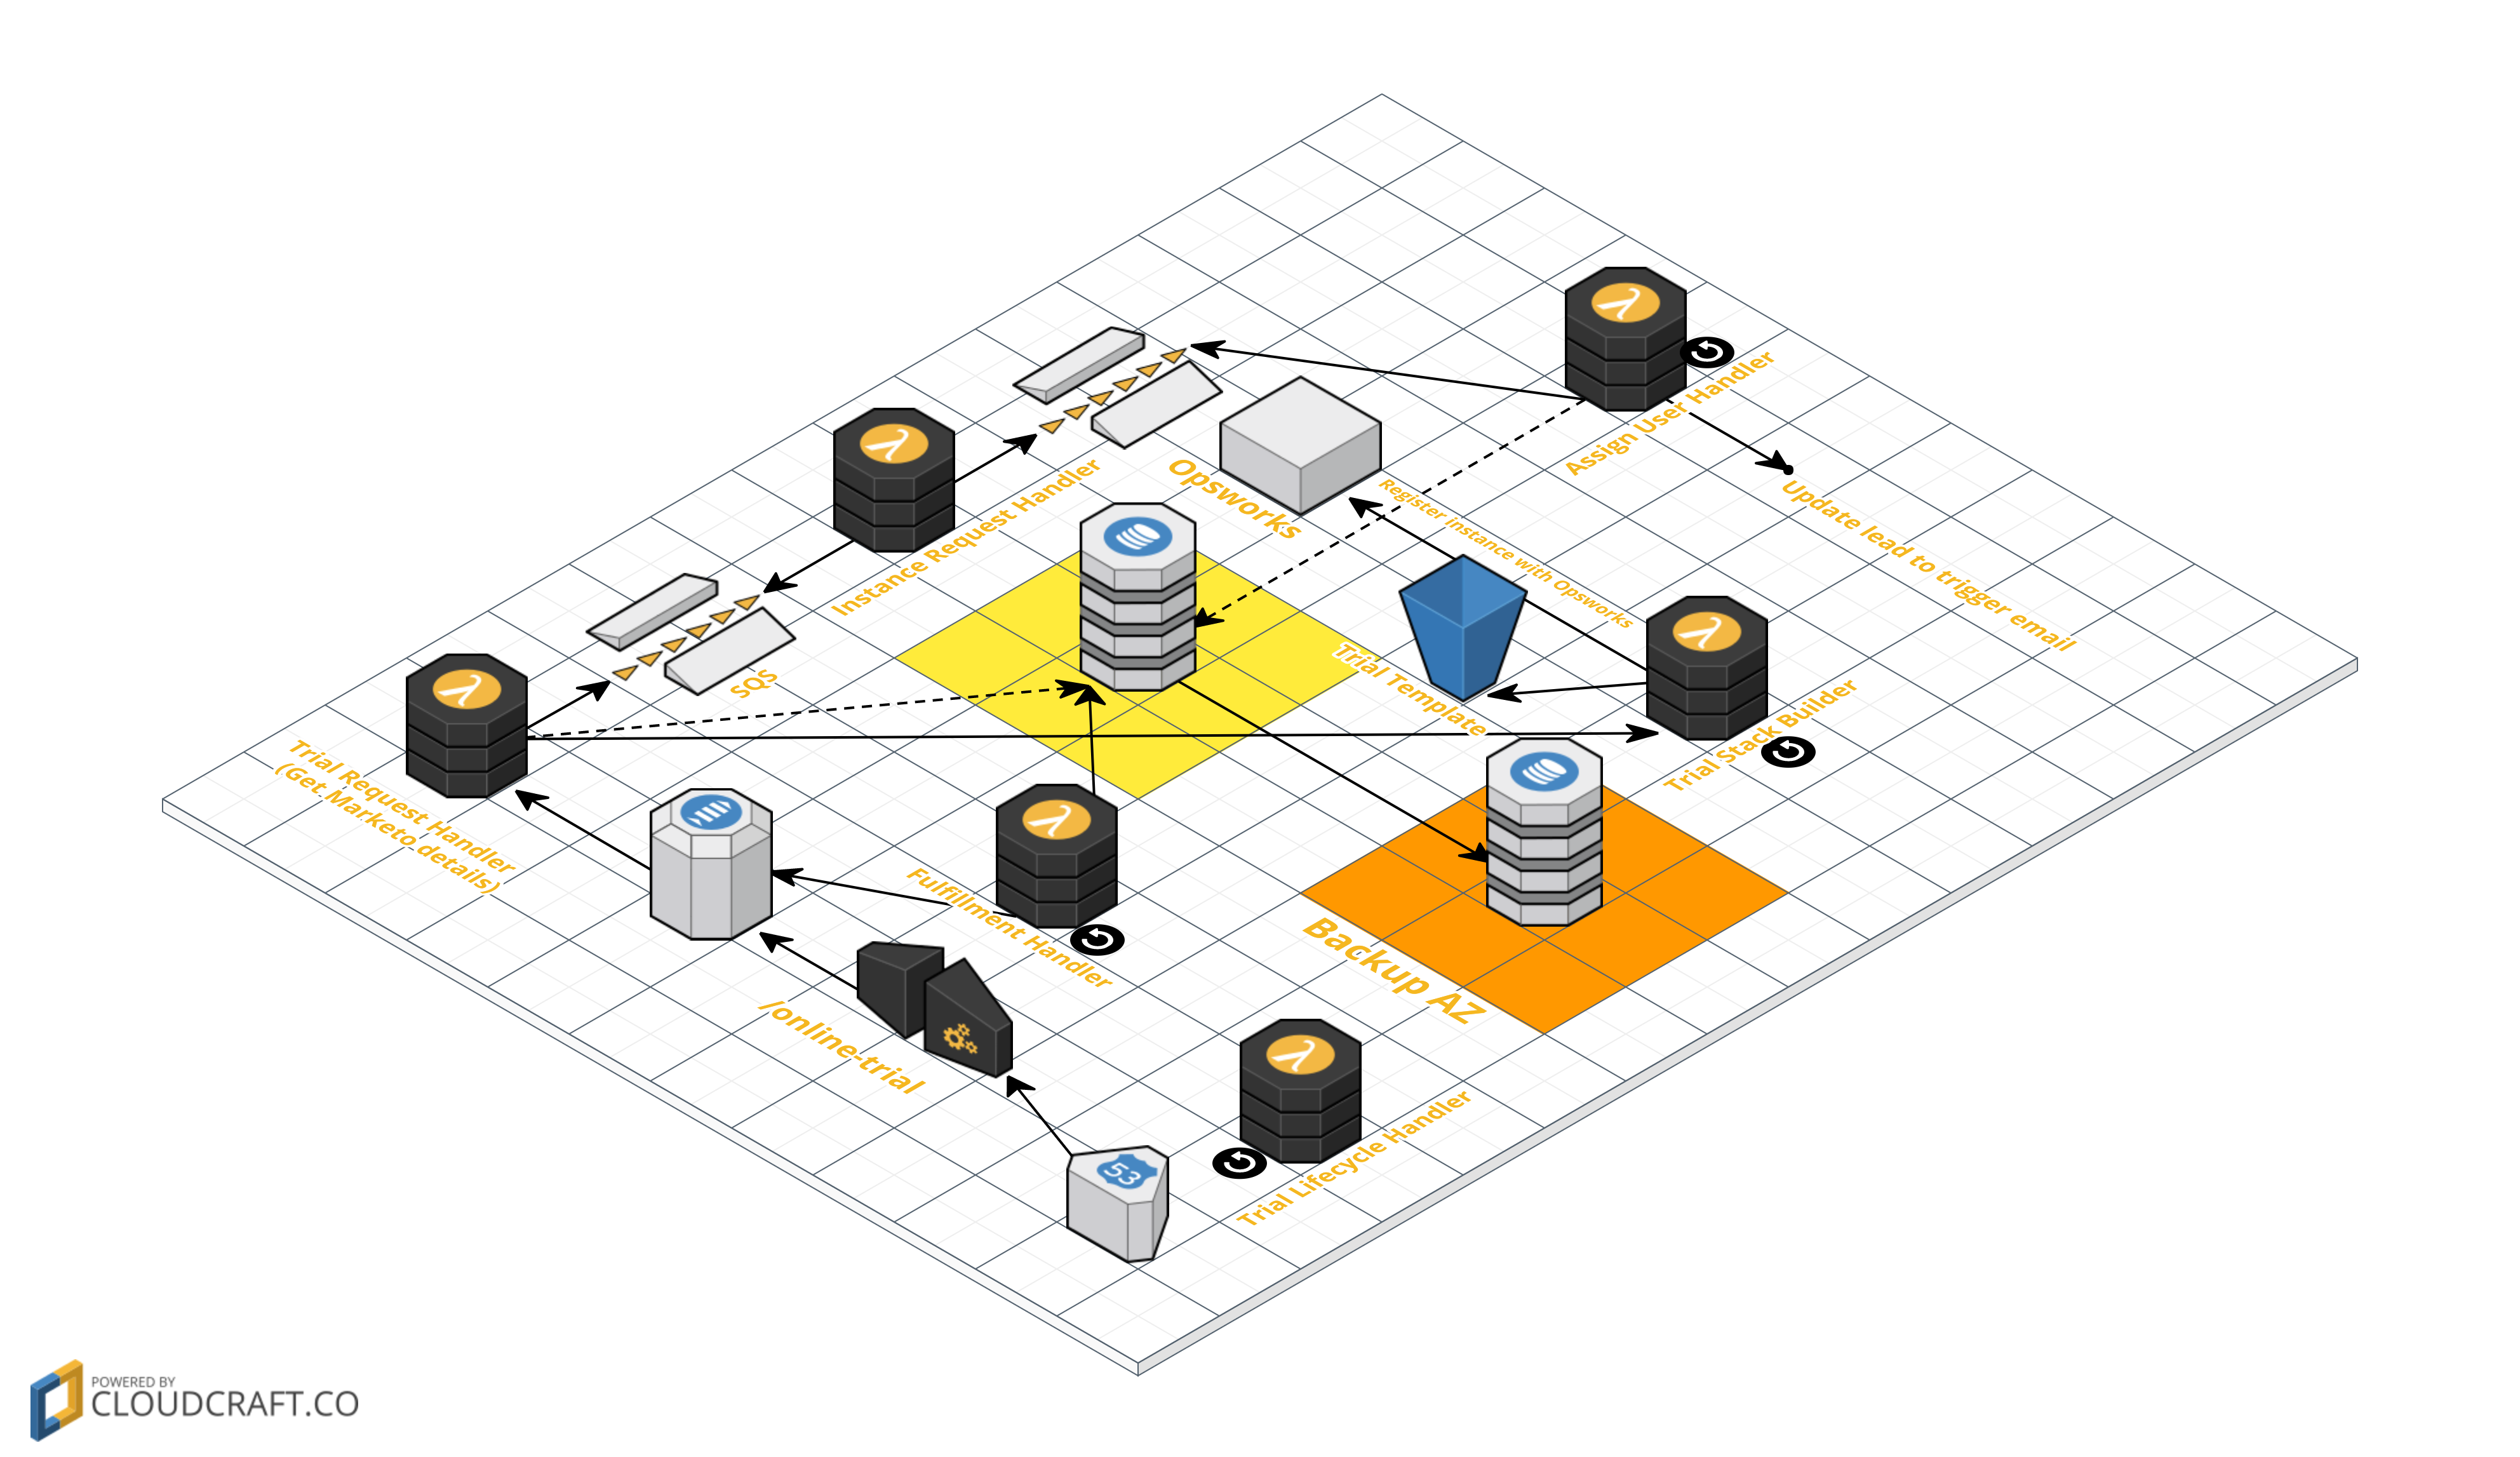 Assign User Handler
Update lead to trigger email
Opsworks
Register instance with Opsworks
Instance Request Handler
SQS
Trial Template
Trial Stack Builder
Trial Request Handler
(Get Marketo details)
Fulfillment Handler
Backup AZ
/online-trial
Trial Lifecycle Handler
53
POWERED BY
CLOUDCRAFT.CO